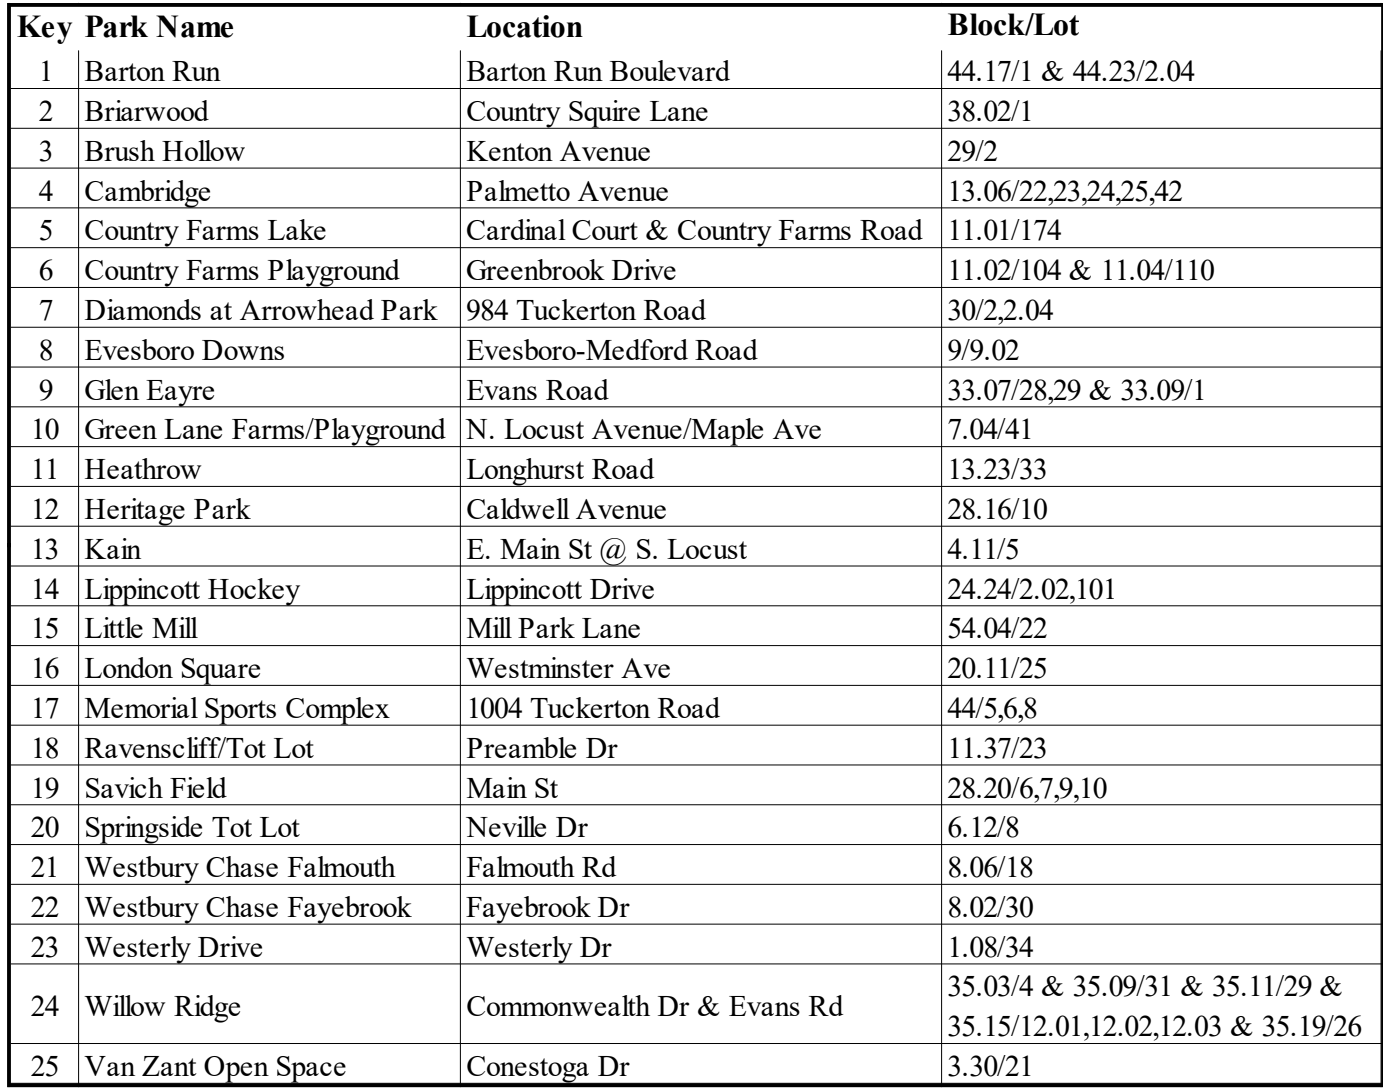 Key Park Name Location Block/Lot
1 Barton Run Barton Run Boulevard 44.17/1 & 44.23/2.04
2 Briarwood Country Squire Lane 38.02/1
3 Brush Hollow Kenton Avenue 29/2
4 Cambridge Palmetto Avenue 13.06/22,23,24,25,42
5 Country Farms Lake Cardinal Court & Country Farms Road 11.01/174
6 Country Farms Playground Greenbrook Drive 11.02/104 & 11.04/110
7 Diamonds at Arrowhead Park 984 Tuckerton Road 30/2,2.04
8 Evesboro Downs Evesboro-Medford Road 9/9.02
9 Glen Eayre Evans Road 33.07/28,29 & 33.09/1
10 Green Lane Farms/Playground N. Locust Avenue/Maple Ave 7.04/41
11 Heathrow Longhurst Road 13.23/33
12 Heritage Park Caldwell Avenue 28.16/10
13 Kain E. Main St @ S. Locust 4.11/5
14 Lippincott Hockey Lippincott Drive 24.24/2.02,101
15 Little Mill Mill Park Lane 54.04/22
16 London Square Westminster Ave 20.11/25
17 Memorial Sports Complex 1004 Tuckerton Road 44/5,6,8
18 Ravenscliff/Tot Lot Preamble Dr 11.37/23
19 Savich Field Main St 28.20/6,7,9,10
20 Springside Tot Lot Neville Dr 6.12/8
21 Westbury Chase Falmouth Falmouth Rd 8.06/18
22 Westbury Chase Fayebrook Fayebrook Dr 8.02/30
23 Westerly Drive Westerly Dr 1.08/34
24 Willow Ridge Commonwealth Dr & Evans Rd 35.03/4 & 35.09/31 & 35.11/29 &
35.15/12.01,12.02,12.03 & 35.19/26
25 Van Zant Open Space Conestoga Dr 3.30/21